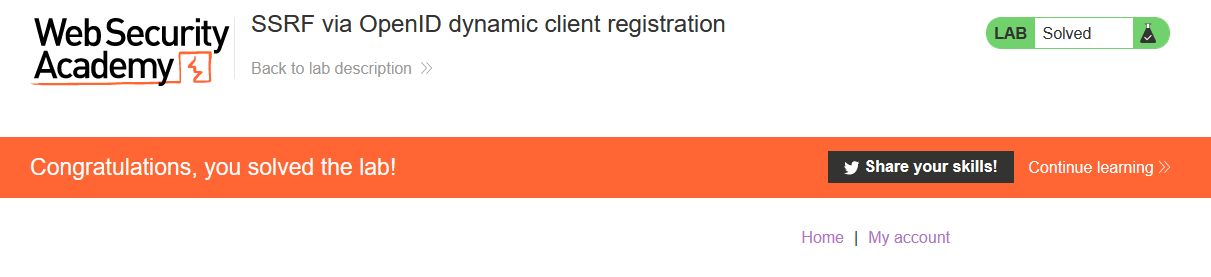 Web Security
Academy
SSRF via OpenID dynamic client registration
Back to lab description
LAB Solved
Congratulations, you solved the lab!
Share your skills!
Continue learning
Home | My account